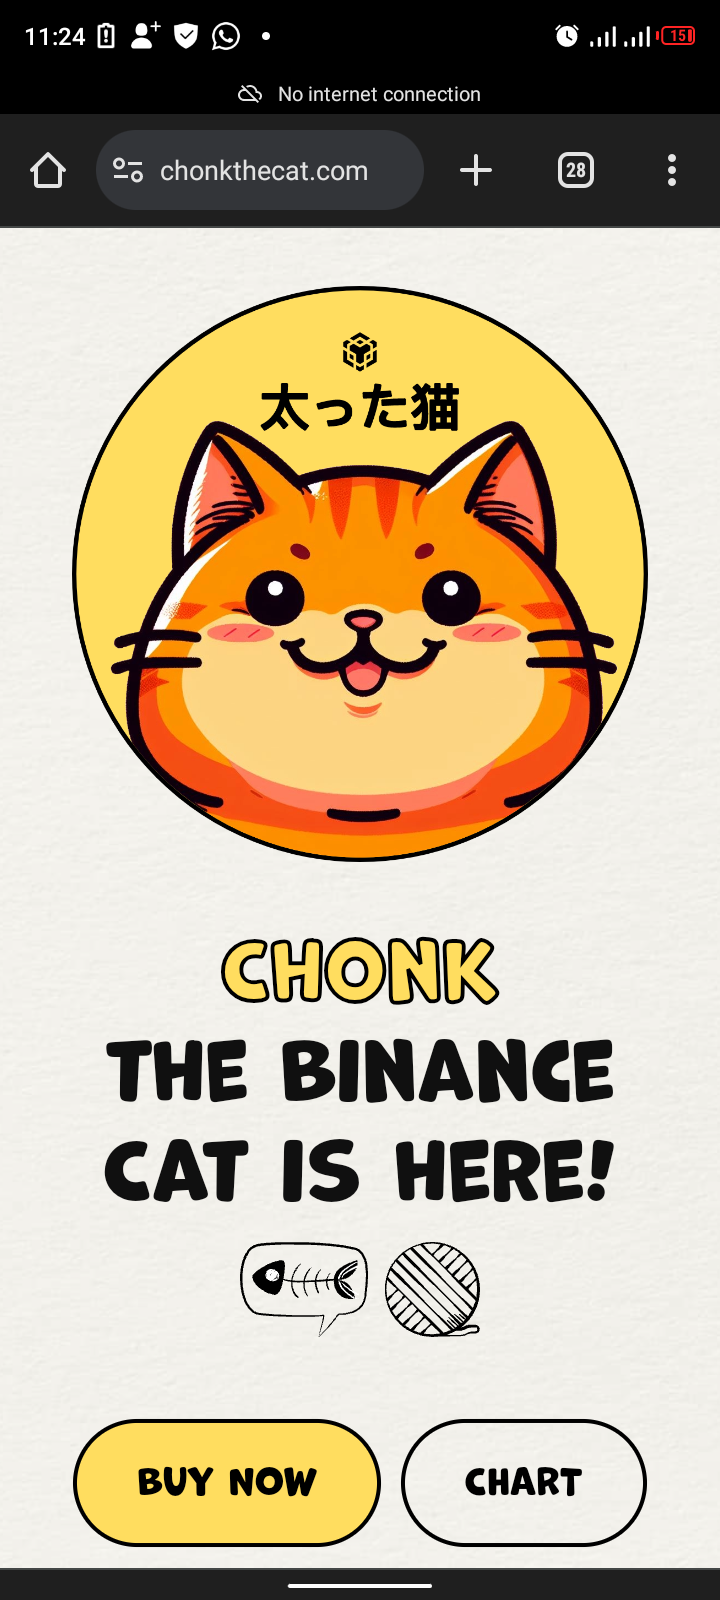 11:24
15
No internet connection
chonkthecat.com
28
太った猫
CHONK
THE BINANCE
CAT IS HERE!
BUY NOW
CHART